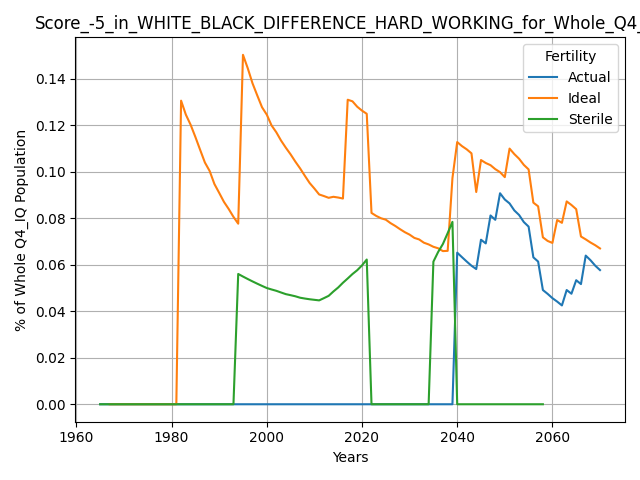 Score_-5_in_WHITE_BLACK_DIFFERENCE_HARD_WORKING_for_Whole_Q4_
Fertility
Actual
Ideal
Sterile
% of Whole Q4_IQ Population
0.14
0.12
0.10
0.08
0.06
0.04
0.02
0.00
1960 1980 2000 2020 2040 2060
Years